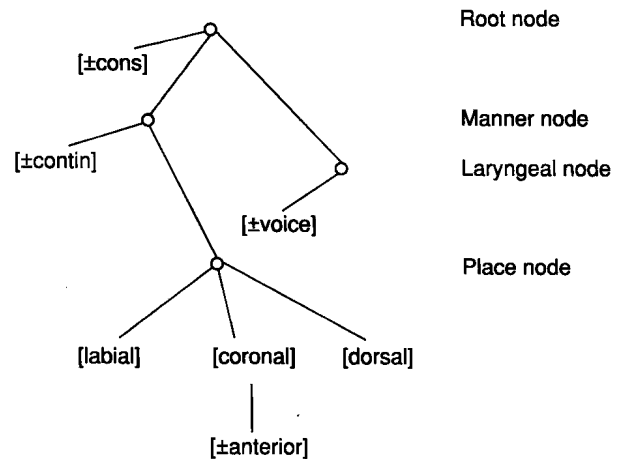 Root node
[±cons]
Manner node
[±contin]
Laryngeal node
[±voice]
Place node
[labial] [coronal] [dorsal]
[±anterior]